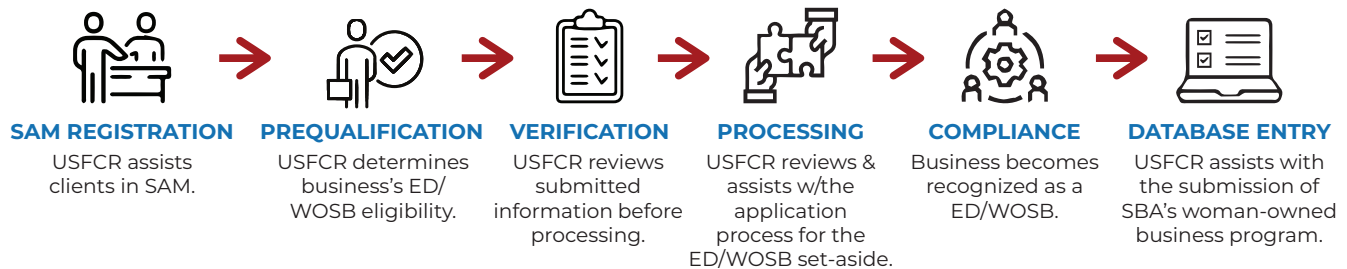 SAM REGISTRATION
USFCR assists
clients in SAM.
PREQUALIFICATION
USFCR determines
business's ED/
WOSB eligibility.
VERIFICATION
USFCR reviews
submitted
information before
processing.
PROCESSING
USFCR reviews &
assists w/the
application
process for the
ED/WOSB set-aside.
COMPLIANCE
Business becomes
recognized as a
ED/WOSB.
DATABASE ENTRY
USFCR assists with
the submission of
SBA's woman-owned
business program.